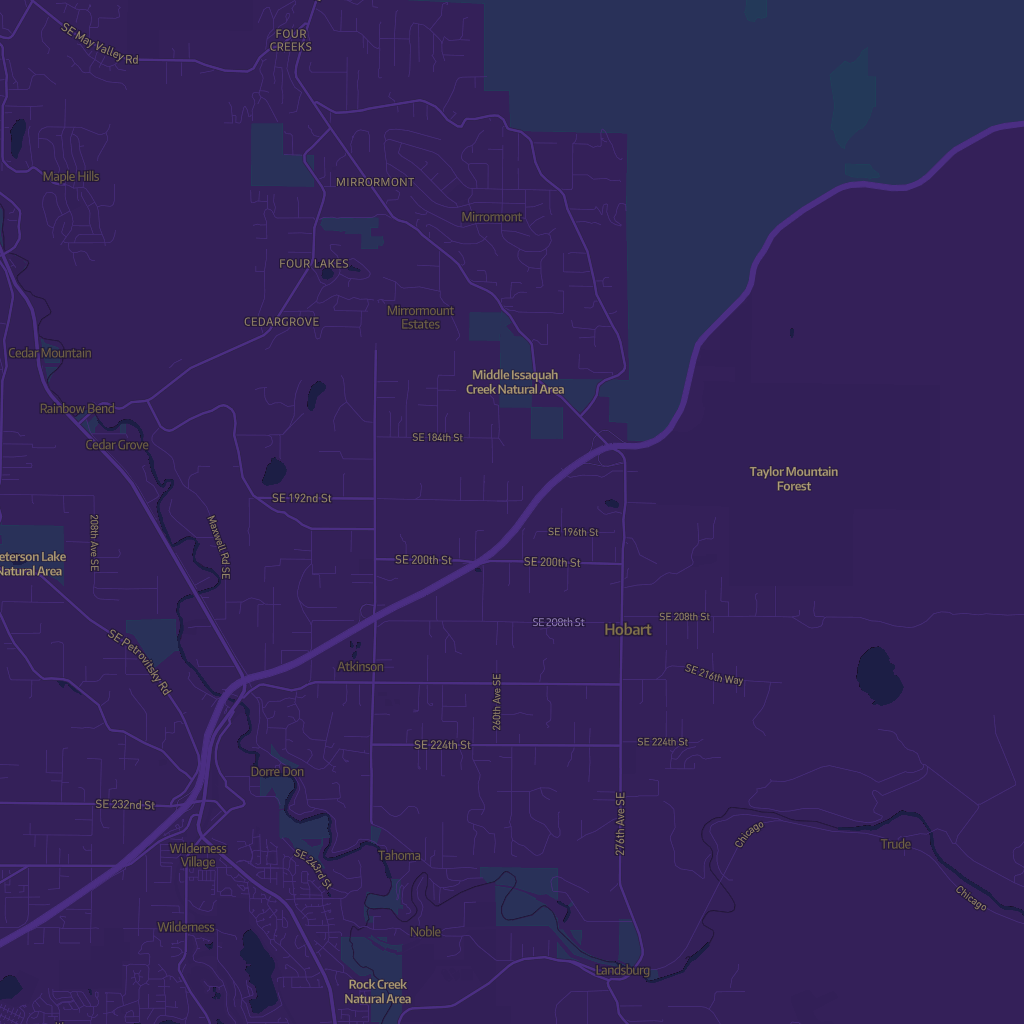 SE May Valley Rd
FOUR
CREEKS
Maple Hills
MIRRORMONT
Mirrormont
FOUR LAKES
CEDARGROVE
Mirrormount
Estates
Cedar Mountain
Middle Issaquah
Creek Natural Area
Rainbow Bend
Cedar Grove
SE 184th St
Taylor Mountain
Forest
SE 192nd St
208th Ave SE
Maxwell Rd SE
SE 196th St
eterson Lake
Natural Area
SE 200th St
SE 200th St
SE 208th St
SE 208th St
Hobart
SE Petrovitsky Rd
Atkinson
SE 216th Way
260th Ave SE
SE 224th St
SE 224th St
Dorre Don
SE 232nd St
276th Ave SE
Chicago
Trude
Wilderness
Village
SE 243rd St
Tahoma
Chicago
Wilderness
Noble
Landsburg
Rock Creek
Natural Area